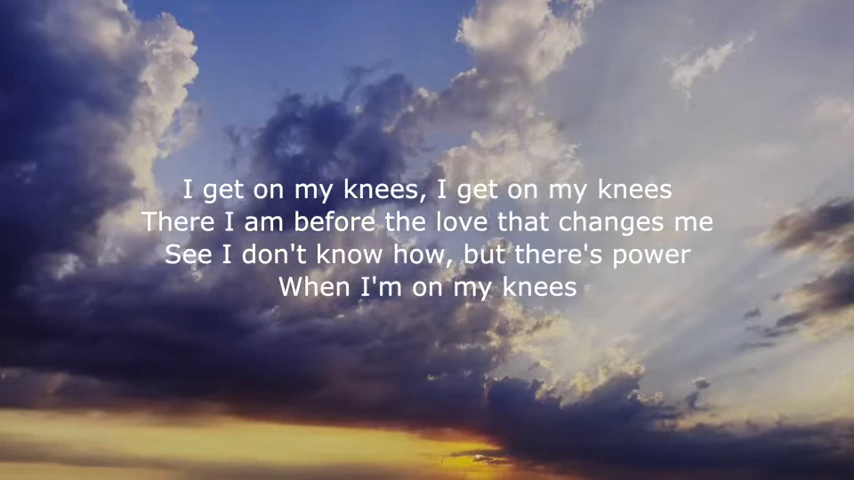 I get on my knees, I get on my knees
There I am before the love that changes me
See I don't know how, but there's power
When I'm on my knees